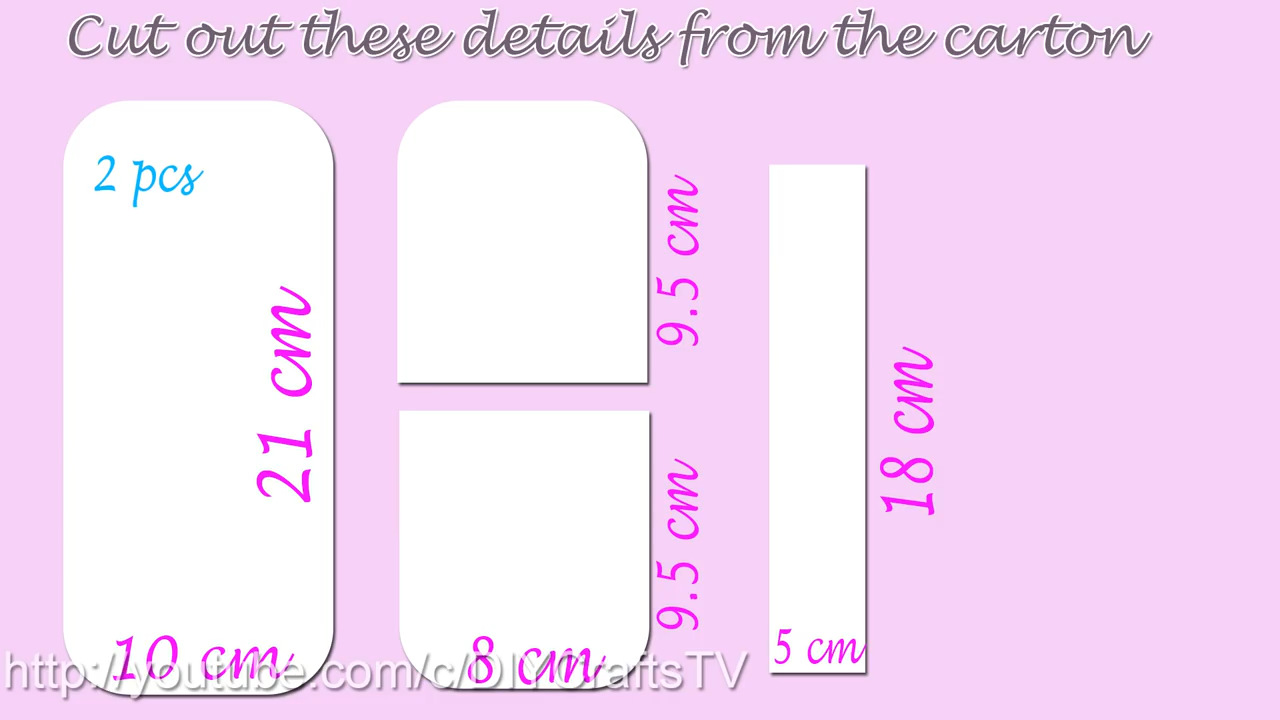 Cut out these details from the carton
2 pcs
21 cm
10 cm
9.5 cm
9.5 cm
8 cm
18 cm
5 cm
http://youtube.com/c/DIYCraftsTV